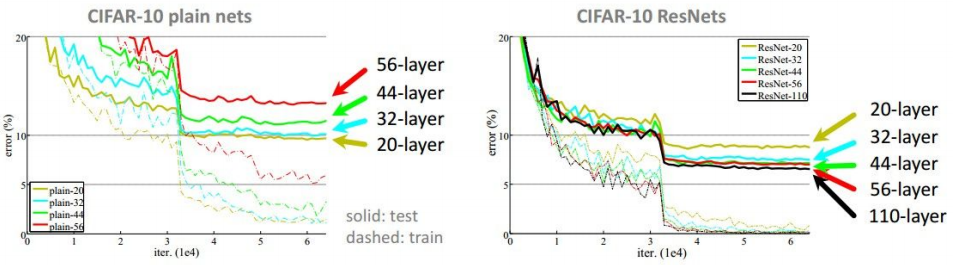 CIFAR-10 plain nets
20
10
0
error (%)
0 1 2 3 4 5 6
iter. (1e4)
plain-20
plain-32
plain-44
plain-56
56-layer
44-layer
32-layer
20-layer
solid: test
dashed: train
CIFAR-10 ResNets
20
10
5
0
error (%)
0 1 2 3 4 5 6
iter. (1e4)
ResNet-20
ResNet-32
ResNet-44
ResNet-56
ResNet-110
20-layer
32-layer
44-layer
56-layer
110-layer